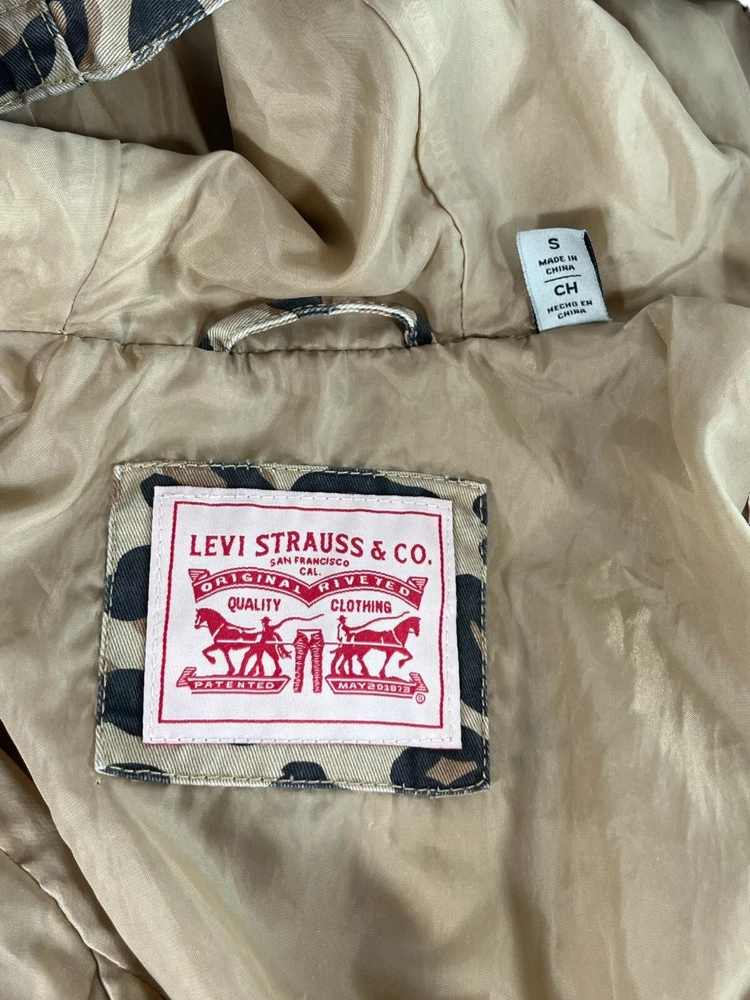 S
MADE IN
CHINA
CH
HECHO EN
CHINA
LEVI STRAUSS & CO.
SAN FRANCISCO
CAL.
ORIGINAL RIVETED
QUALITY CLOTHING
PATENTED MAY 20 1873
®